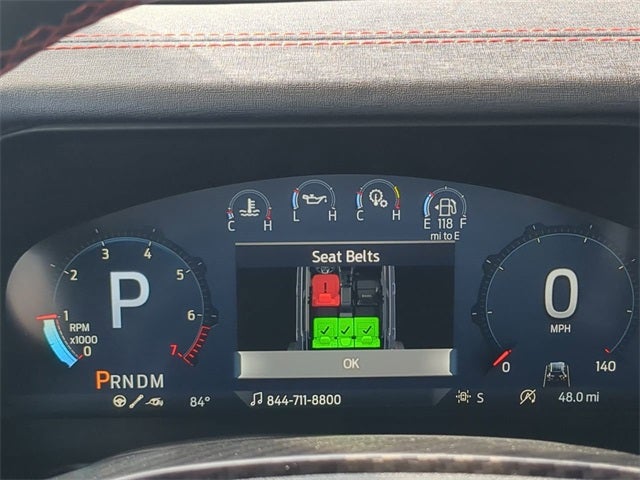 C H
L H
C H
E 118 F
mi to E
Seat Belts
OK
P
0 1 2 3 4 5 6 7
RPM
x1000
PRNDM
84°
844-711-8800
0
MPH
0 140
S
48.0 mi